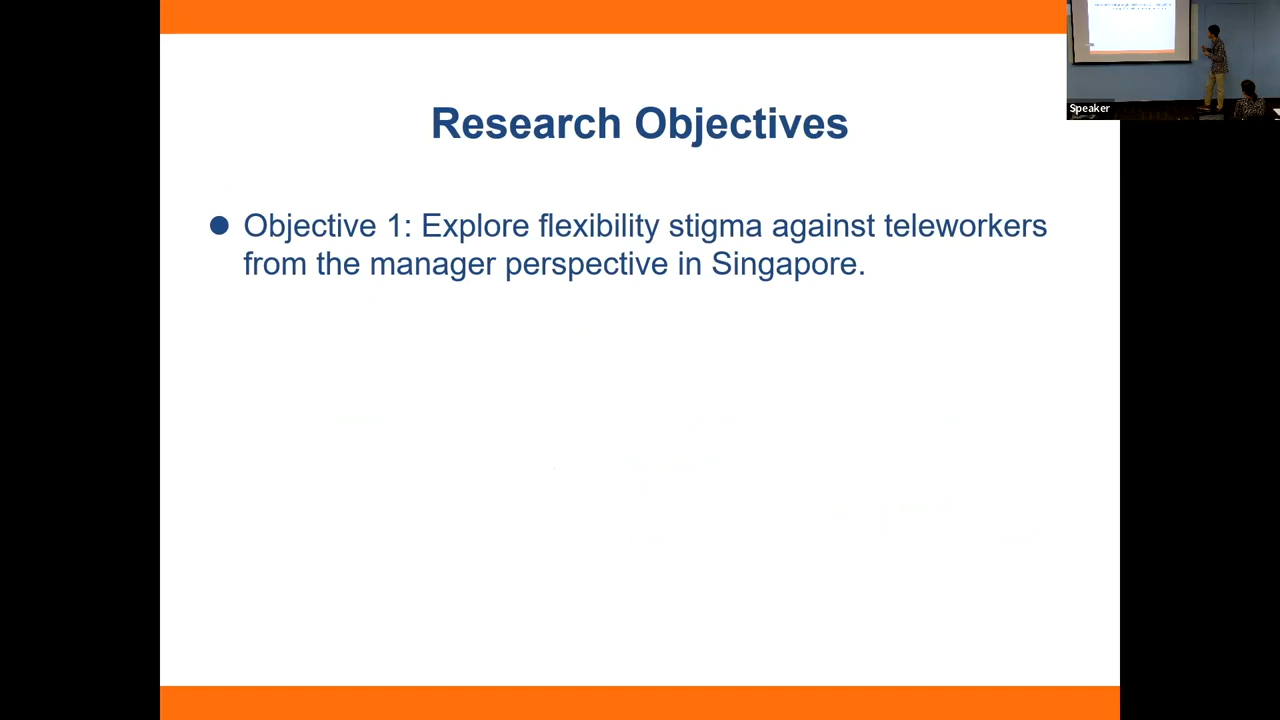 Research Objectives
Speaker
● Objective 1: Explore flexibility stigma against teleworkers
from the manager perspective in Singapore.